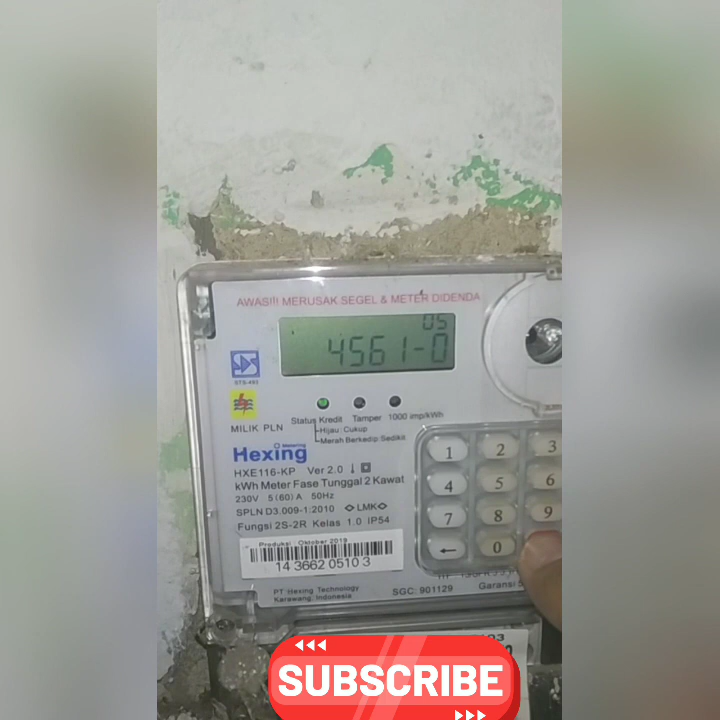 AWAS!!! MERUSAK SEGEL & METER DIDENDA
05
4561-0
STS-491
MILIK PLN
Status Kredit Tamper 1000 imp/kWh
Hijau: Cukup
Merah Berkedip: Sedikit
Hexing
Metering
HXE116-KP Ver 2.0
kWh Meter Fase Tunggal 2 Kawat
230V 5(60)A 50Hz
SPLN D3.009-1:2010 LMK
Fungsi 2S-2R Kelas 1.0 IP54
Produksi : Oktober 2019
14 3662 0510 3
PT Hexing Technology
Karawang, Indonesia
SGC: 901129
Garansi
1 2 3
4 5 6
7 8 9
← 0
SUBSCRIBE